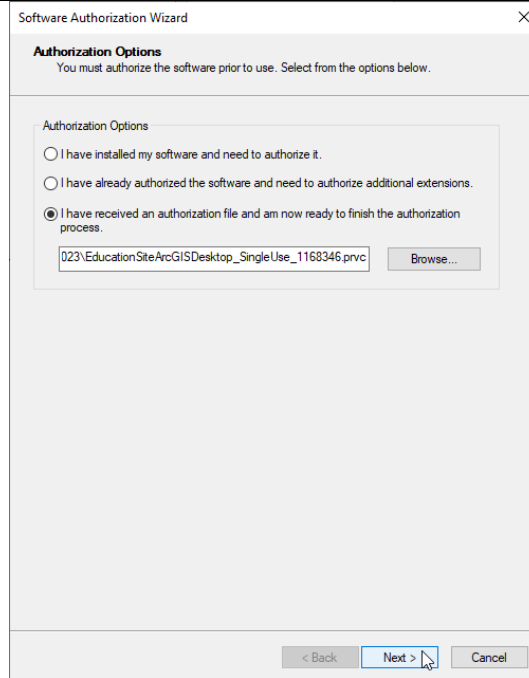 Software Authorization Wizard
Authorization Options
You must authorize the software prior to use. Select from the options below.
Authorization Options
I have installed my software and need to authorize it.
I have already authorized the software and need to authorize additional extensions.
I have received an authorization file and am now ready to finish the authorization
process.
023\EducationSiteArcGISDesktop_SingleUse_1168346.prvc
Browse...
< Back
Next >
Cancel